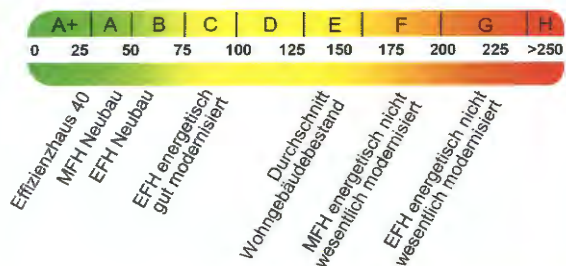 A+ A B C D E F G H
0 25 50 75 100 125 150 175 200 225 >250
Effizienzhaus 40
MFH Neubau
EFH Neubau
EFH energetisch
gut modernisiert
Durchschnitt
Wohngebäudebestand
MFH energetisch nicht
wesentlich modernisiert
EFH energetisch nicht
wesentlich modernisiert